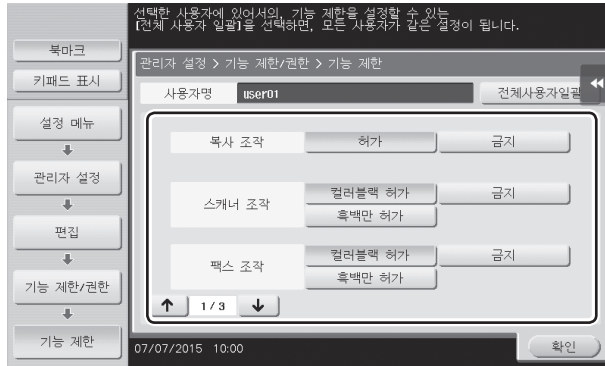 선택한 사용자에 있어서의, 기능 제한을 설정할 수 있는
[전체 사용자 일괄]을 선택하면, 모든 사용자가 같은 설정이 됩니다.
북마크
키패드 표시
설정 메뉴
관리자 설정
편집
기능 제한/권한
기능 제한
관리자 설정 > 기능 제한/권한 > 기능 제한
사용자명 user01 전체사용자일괄
복사 조작 허가 금지
스캐너 조작 컬러블랙 허가 금지
흑백만 허가
팩스 조작 컬러블랙 허가 금지
흑백만 허가
↑ 1/3 ↓
07/07/2015 10:00 확인